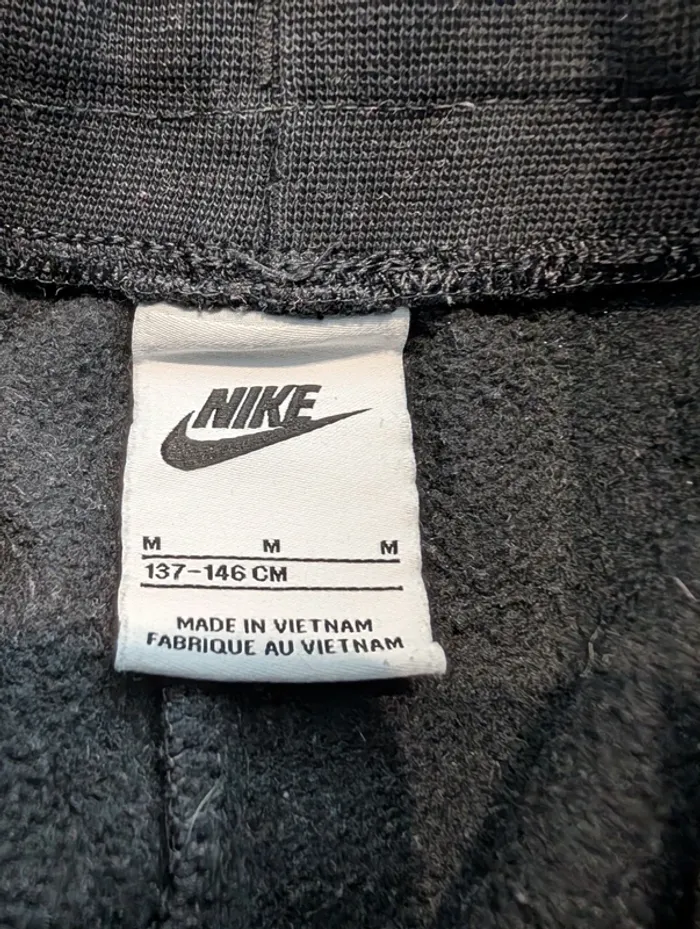 NIKE
M M M
137-146 CM
MADE IN VIETNAM
FABRIQUE AU VIETNAM